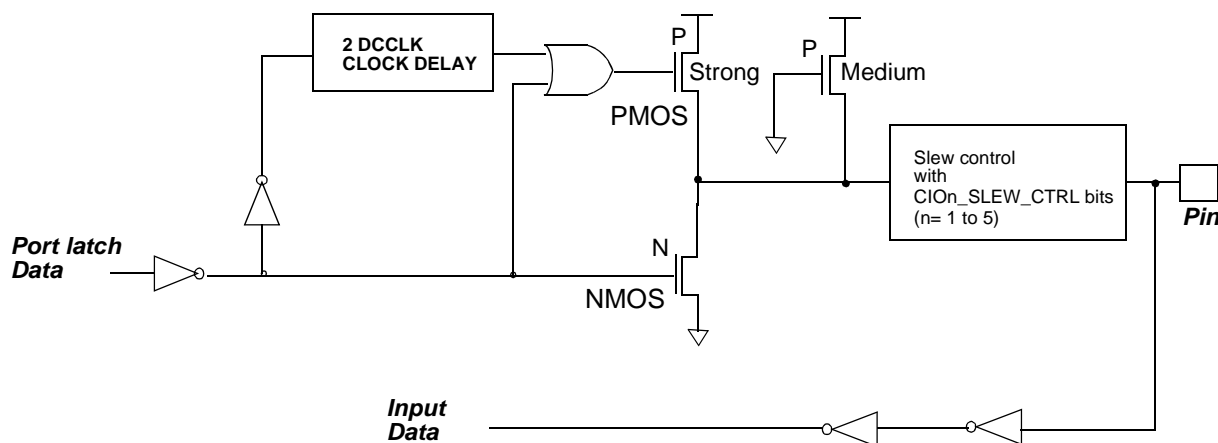 2 DCCLK
CLOCK DELAY
P
Strong
PMOS
P
Medium
Slew control
with
CIOn_SLEW_CTRL bits
(n= 1 to 5)
Pin
Port latch
Data
N
NMOS
Input
Data